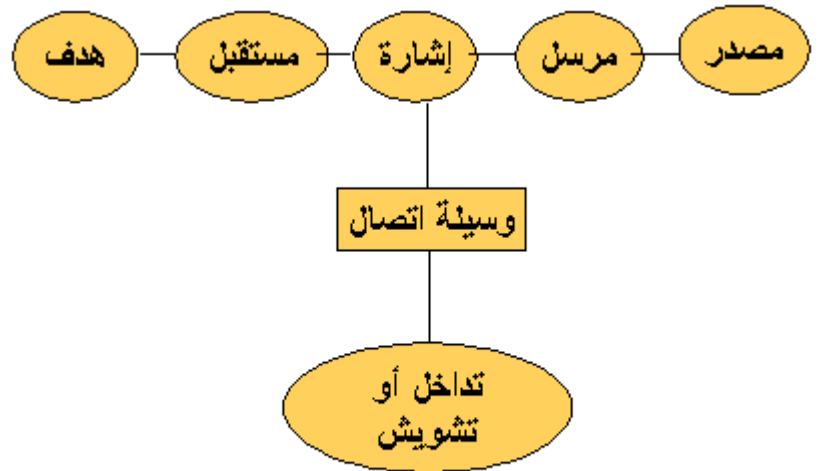 مصدر
مرسل
إشارة
مستقبل
هدف
وسيلة اتصال
تداخل أو
تشويش